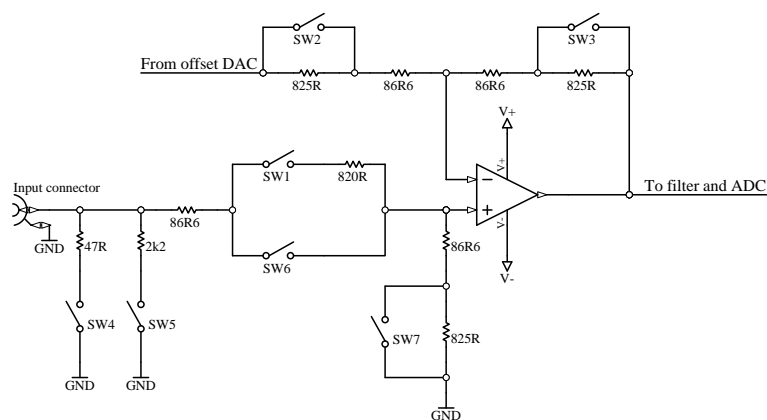 SW2
SW3
From offset DAC
825R
86R6
86R6
825R
V+
V+
Input connector
SW1
820R
To filter and ADC
86R6
GND
47R
2k2
SW6
86R6
V-
V-
SW4
SW5
SW7
825R
GND
GND
GND